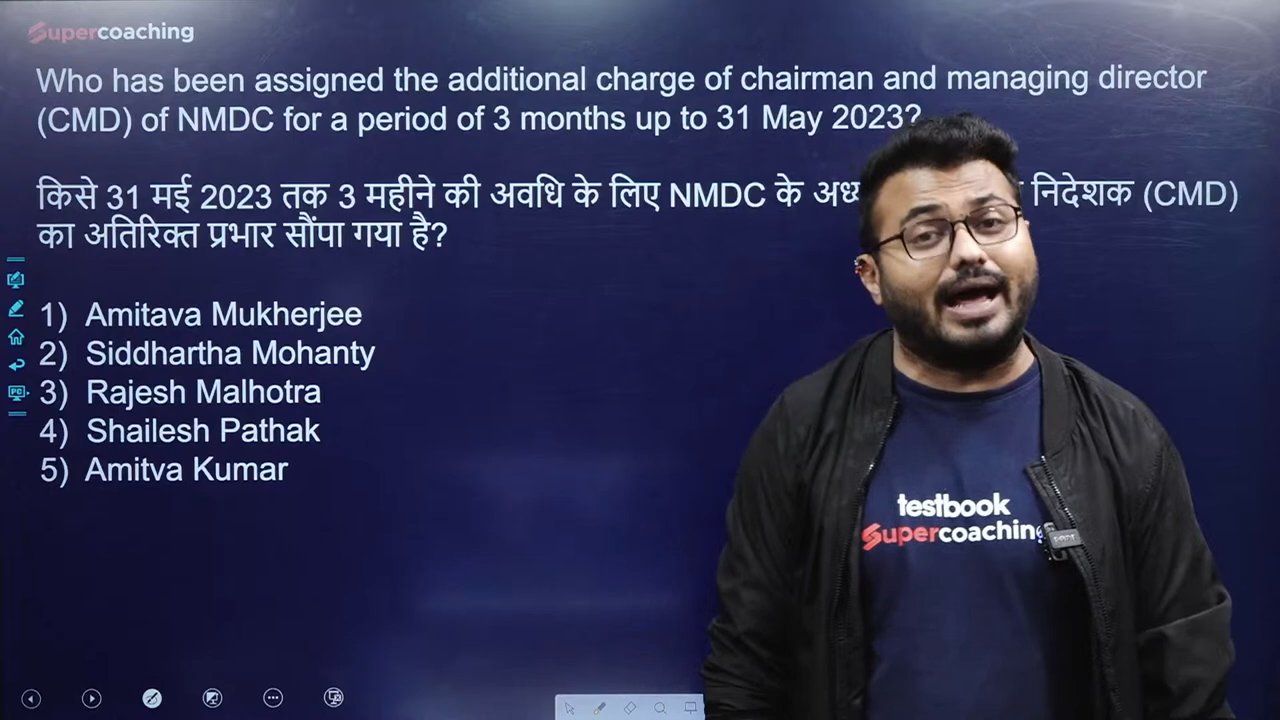 Supercoaching
Who has been assigned the additional charge of chairman and managing director
(CMD) of NMDC for a period of 3 months up to 31 May 2023?
किसे 31 मई 2023 तक 3 महीने की अवधि के लिए NMDC के निदेशक (CMD)
का अतिरिक्त प्रभार सौंपा गया है?
1) Amitava Mukherjee
2) Siddhartha Mohanty
3) Rajesh Malhotra
4) Shailesh Pathak
5) Amitva Kumar
testbook
Supercoaching
PC